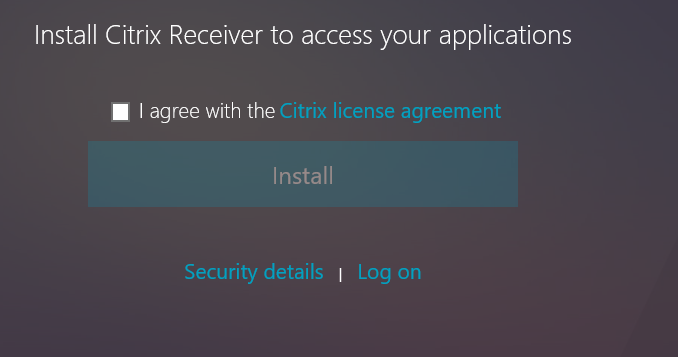 Install Citrix Receiver to access your applications
I agree with the Citrix license agreement
Install
Security details | Log on